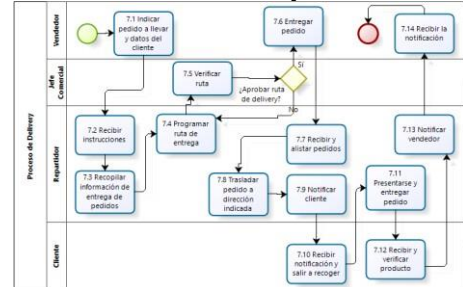 Proceso de Delivery
Vendedor
7.1 Indicar
pedido a llevar
y datos del
cliente
7.6 Entregar
pedido
7.14 Recibir la
notificación
Jefe
Comercial
7.5 Verificar
ruta
Sí
¿Aprobar ruta
de delivery?
No
Repartidor
7.2 Recibir
instrucciones
7.3 Recopilar
información de
entrega de
pedidos
7.4 Programar
ruta de
entrega
7.7 Recibir y
alistar pedidos
7.8 Trasladar
pedido a
dirección
indicada
7.9 Notificar
cliente
7.11
Presentarse y
entregar
pedido
7.13 Notificar
vendedor
Cliente
7.10 Recibir
notificación y
salir a recoger
7.12 Recibir y
verificar
producto